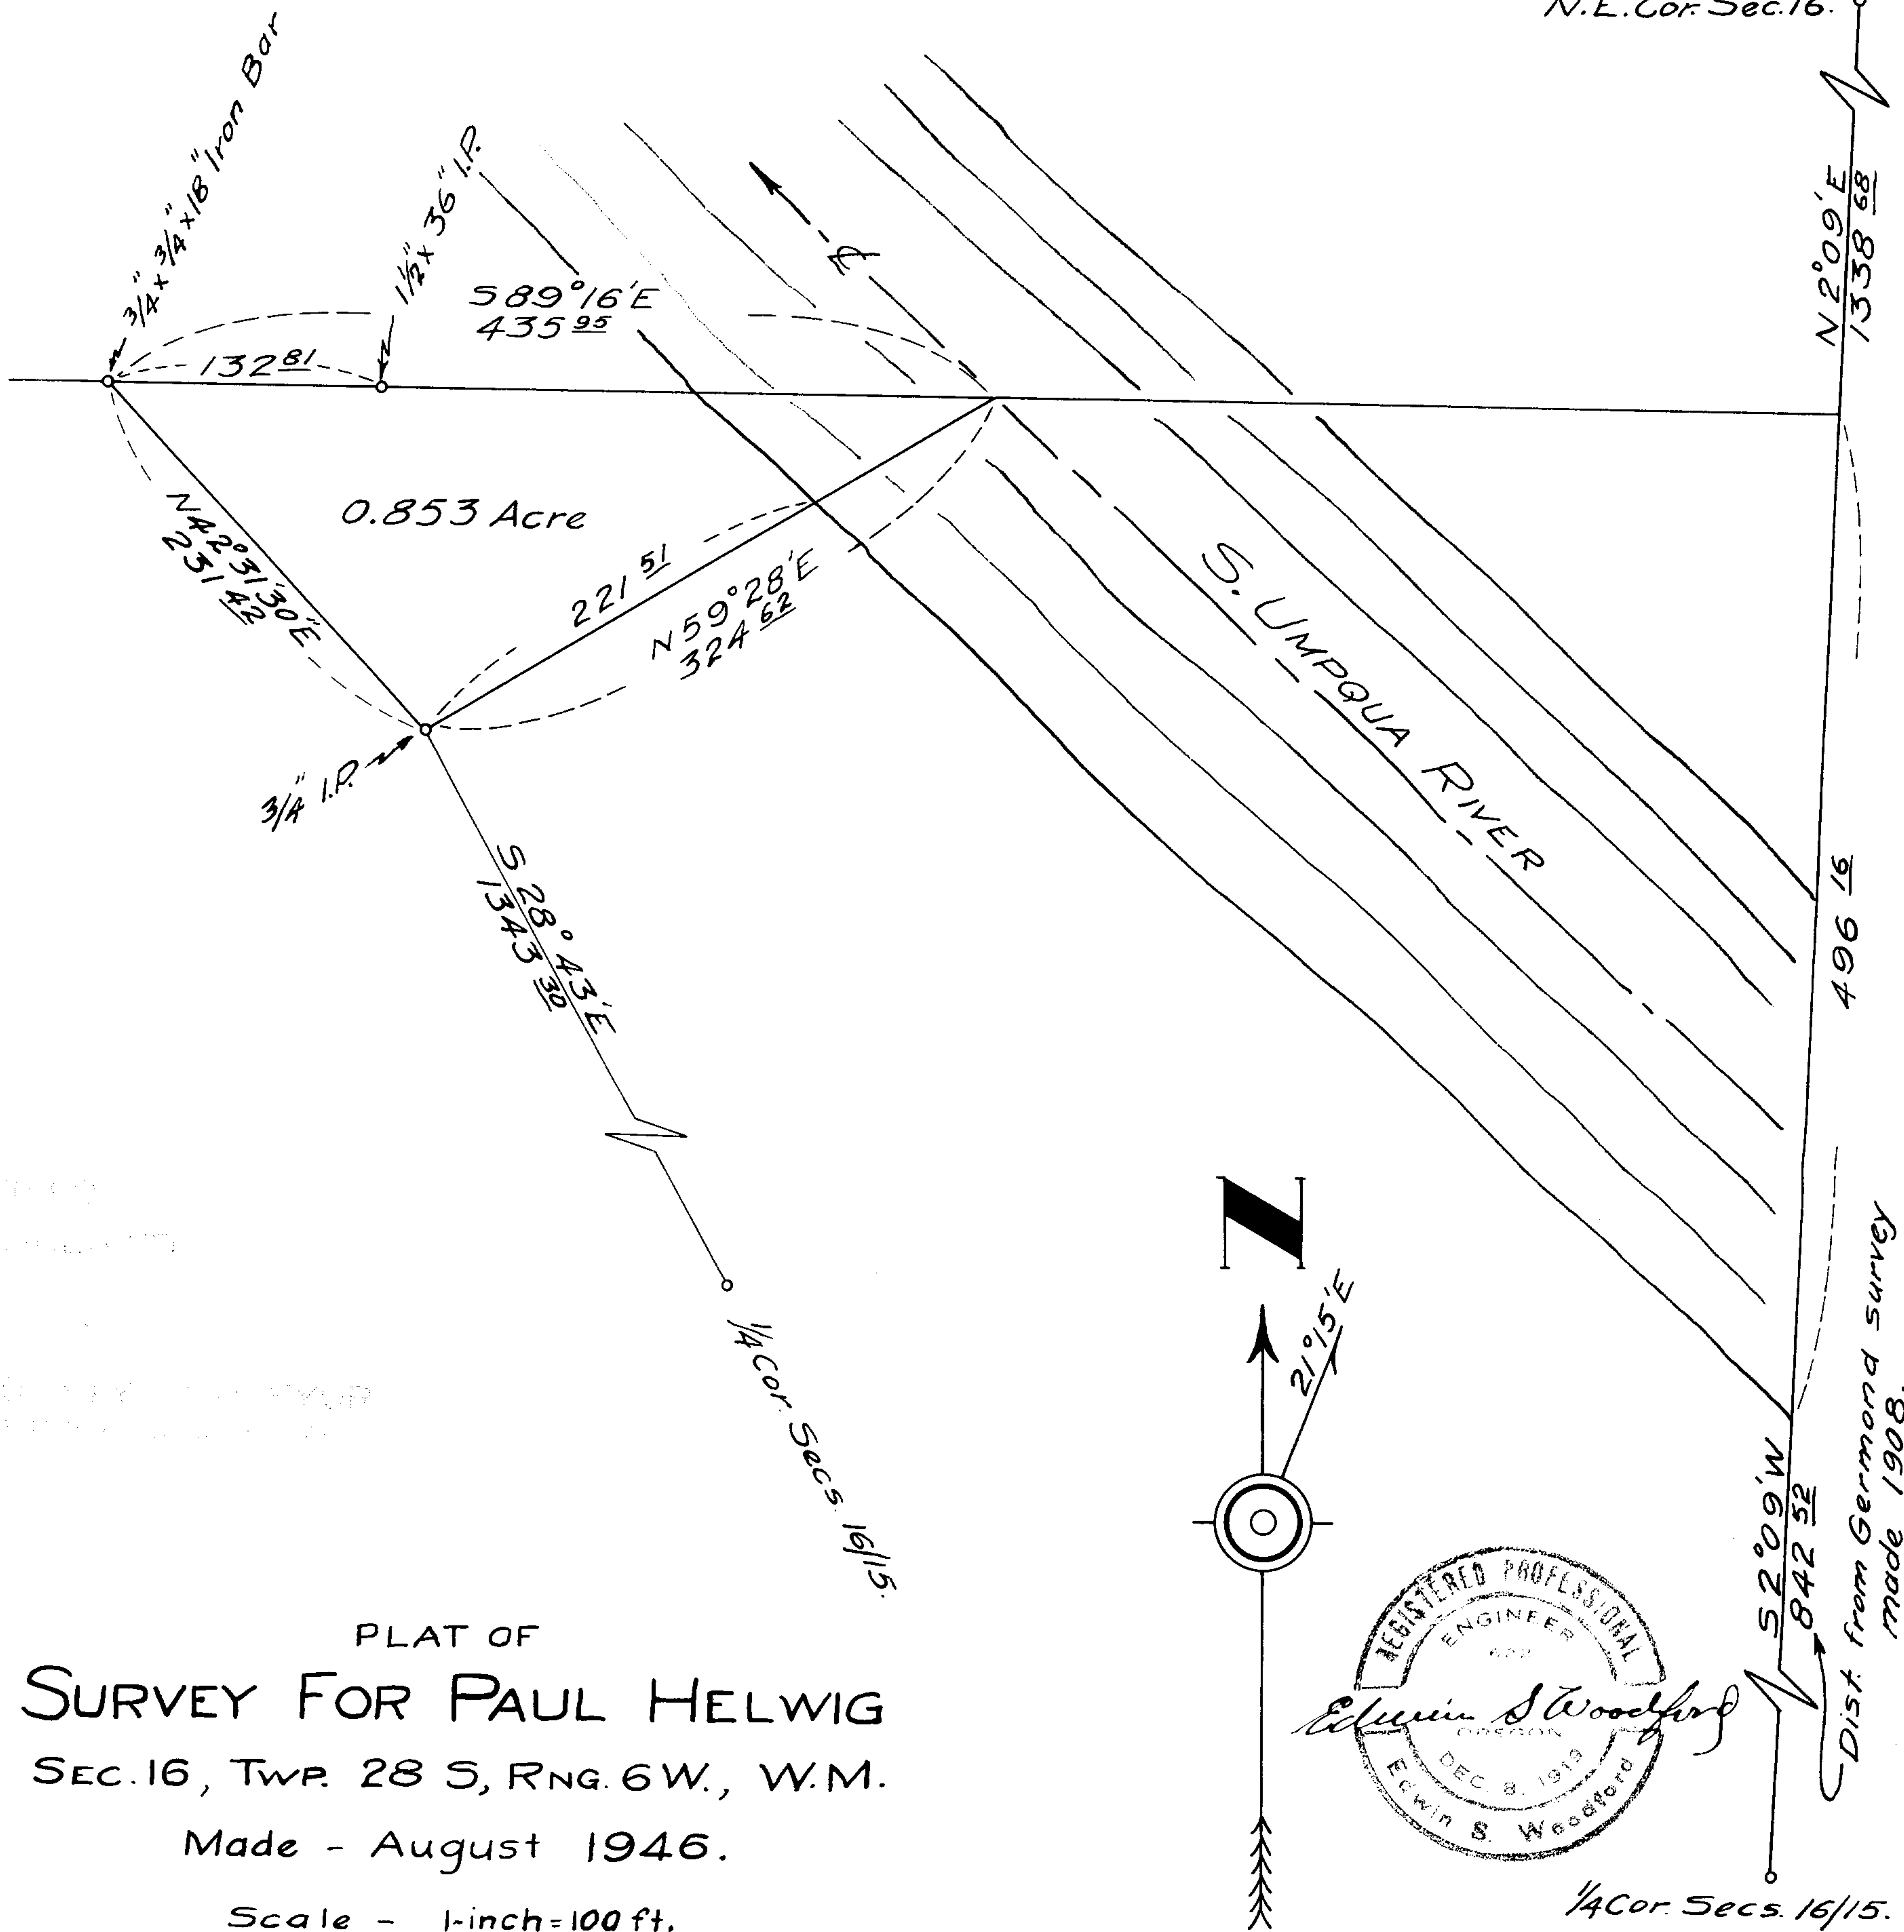 N.E. Cor. Sec. 16.
3/4" x 3/4" x 18" Iron Bar
1 1/2" x 36" I.P.
S 89° 16' E
435 95
132 81
N 2° 09' E
1338 68
0.853 Acre
N 42° 31' 30" E
231 42
221 51
N 59° 28' E
324 62
S. UMPQUA RIVER
3/4" I.P.
S 28° 43' E
1343 30
496 16
N
21° 15' E
1/4 Cor. Secs. 16/15.
S 2° 09' W
842 52
Dist. from Germond survey
made 1908.
PLAT OF
SURVEY FOR PAUL HELWIG
SEC. 16, TWP. 28 S, RNG. 6 W., W.M.
Made - August 1946.
Scale - 1-inch = 100 ft.
REGISTERED PROFESSIONAL
ENGINEER
Edwin S Woodford
OREGON
DEC. 8, 1919
Edwin S. Woodford
1/4 Cor. Secs. 16/15.